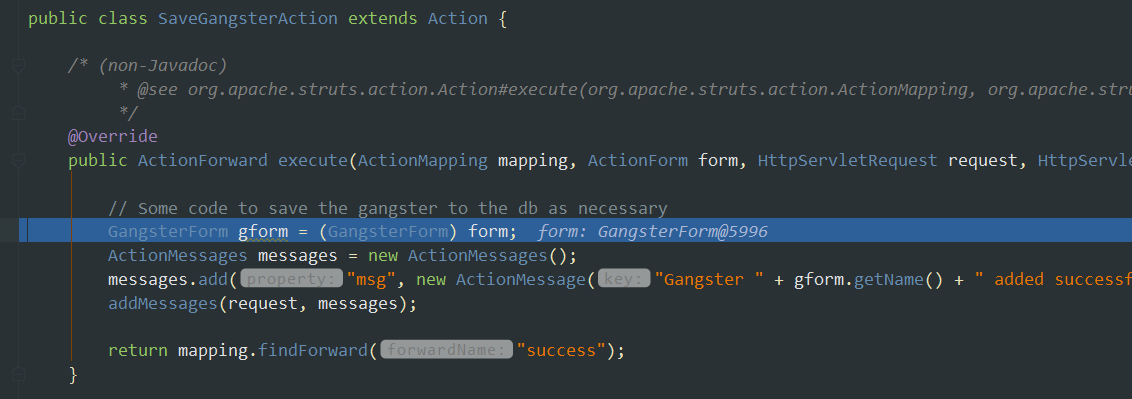 public class SaveGangsterAction extends Action {
/* (non-Javadoc)
* @see org.apache.struts.action.Action#execute(org.apache.struts.action.ActionMapping, org.apache.stru
*/
@Override
public ActionForward execute(ActionMapping mapping, ActionForm form, HttpServletRequest request, HttpServle
// Some code to save the gangster to the db as necessary
GangsterForm gform = (GangsterForm) form; form: GangsterForm@5996
ActionMessages messages = new ActionMessages();
messages.add( property: "msg", new ActionMessage( key: "Gangster " + gform.getName() + " added successf
addMessages(request, messages);
return mapping.findForward( forwardName: "success");
}